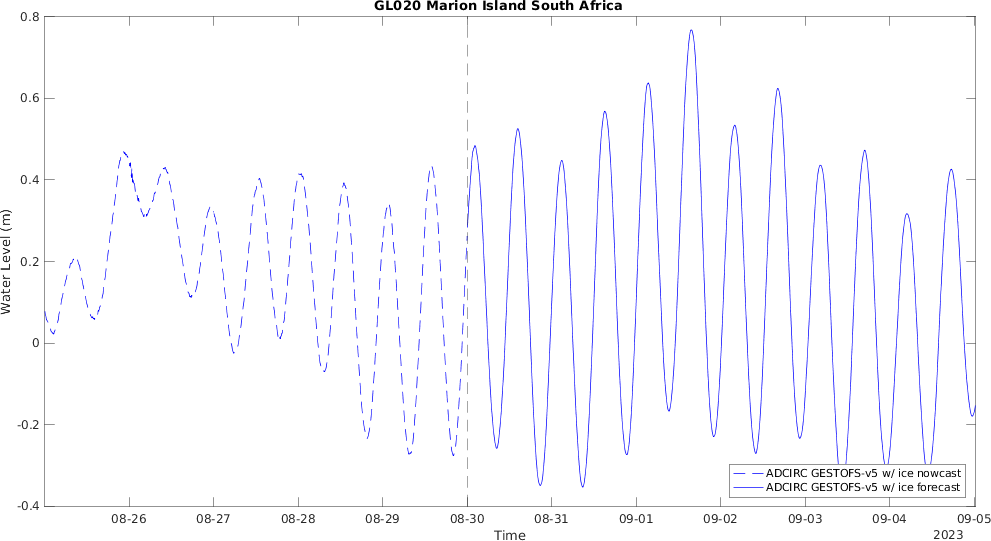 GL020 Marion Island South Africa
0.8
0.6
0.4
0.2
0
-0.2
-0.4
Water Level (m)
ADCIRC GESTOFS-v5 w/ ice nowcast
ADCIRC GESTOFS-v5 w/ ice forecast
08-26 08-27 08-28 08-29 08-30 08-31 09-01 09-02 09-03 09-04 09-05
Time
2023